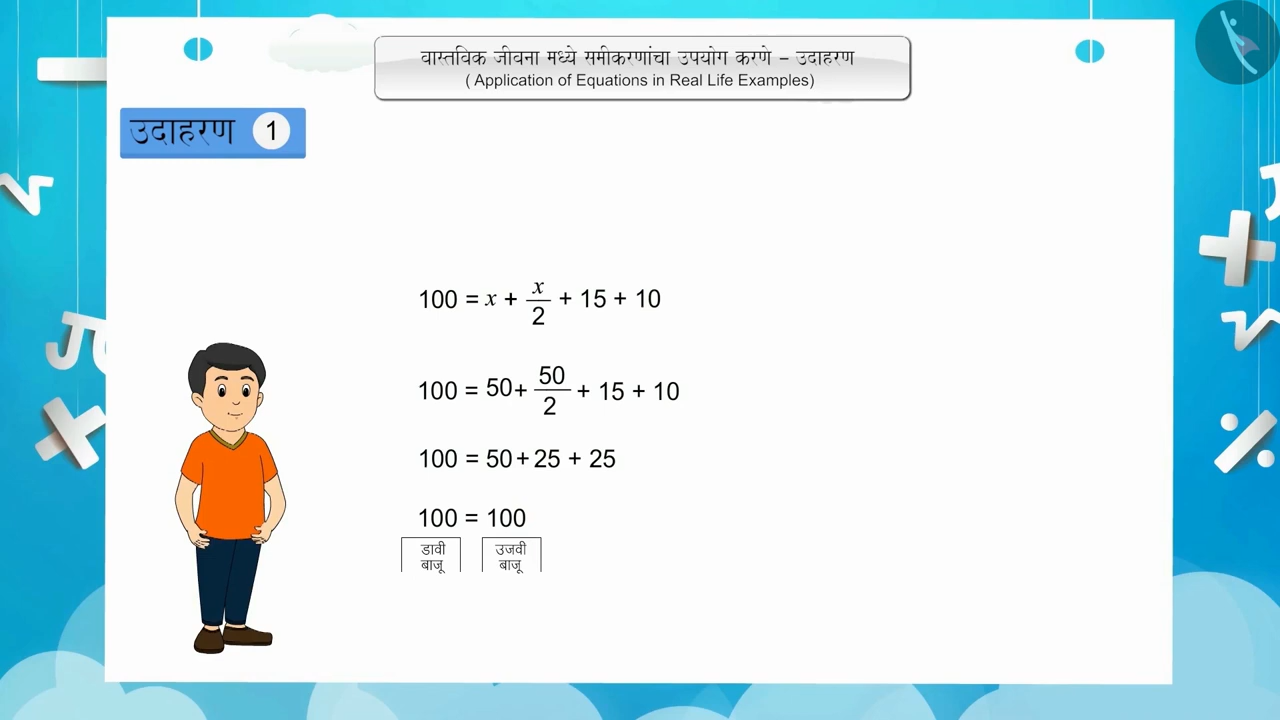 वास्तविक जीवना मध्ये समीकरणांचा उपयोग करणे – उदाहरण
( Application of Equations in Real Life Examples)
उदाहरण 1
100 = x + x/2 + 15 + 10
100 = 50+ 50/2 + 15 + 10
100 = 50+25 + 25
100 = 100
डावी बाजू
उजवी बाजू